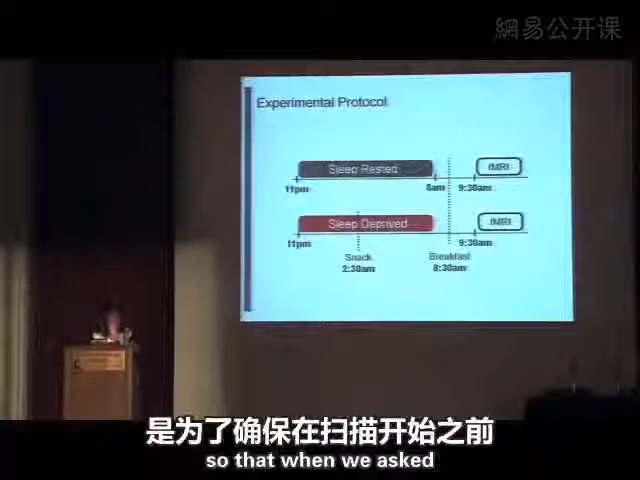 網易公开课
Experimental Protocol
Sleep Rested
fMRI
11pm
8am
9:30am
Sleep Deprived
fMRI
11pm
9:30am
Snack
Breakfast
2:30am
8:30am
是为了确保在扫描开始之前
so that when we asked